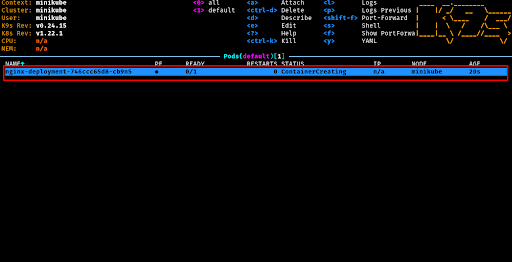 Context: minikube <0> all <a> Attach <l> Logs
Cluster: minikube <1> default <ctrl-d> Delete <p> Logs Previous
User: minikube <d> Describe <shift-f> Port-Forward
K9s Rev: v0.24.15 <e> Edit <s> Shell
K8s Rev: v1.22.1 <?> Help <f> Show PortForwa
CPU: n/a <ctrl-k> Kill <y> YAML
MEM: n/a
Pods(default)[1]
NAME↑ PF READY RESTARTS STATUS IP NODE AGE
nginx-deployment-746ccc65d8-cb9n5 ● 0/1 0 ContainerCreating n/a minikube 20s